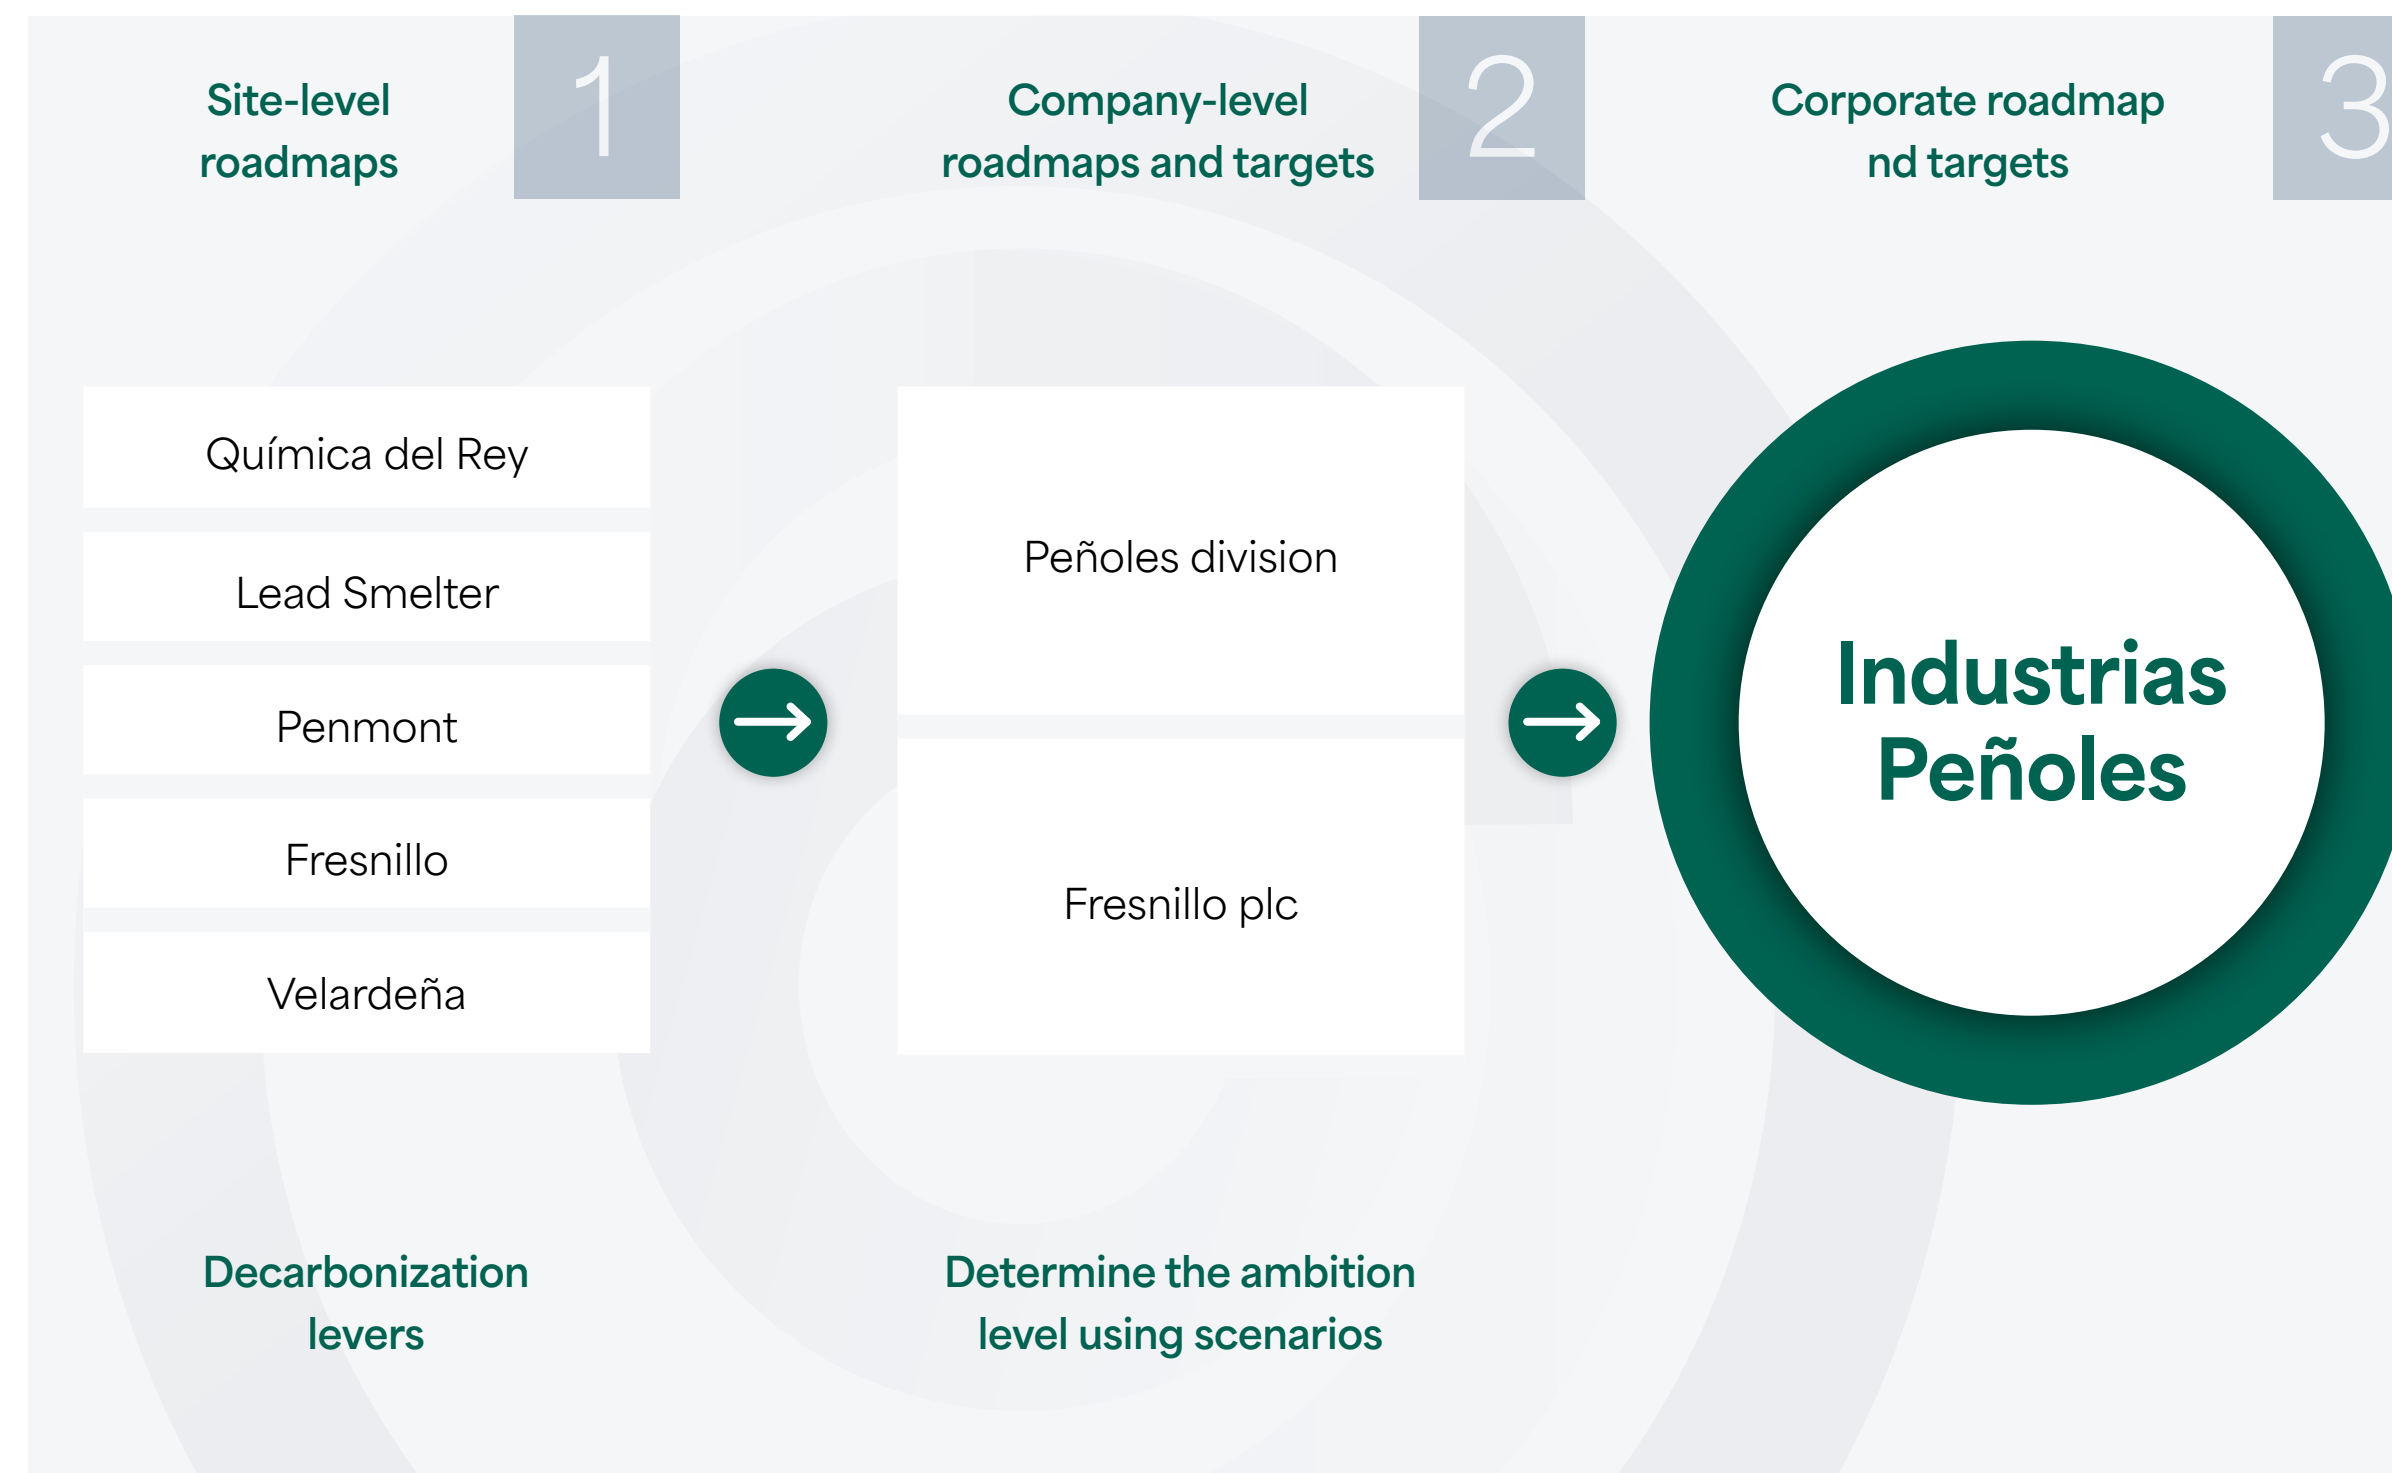 Site-level
roadmaps
1
Company-level
roadmaps and targets
2
Corporate roadmap
nd targets
3
Química del Rey
Lead Smelter
Penmont
Fresnillo
Velardeña
Peñoles division
Fresnillo plc
Industrias
Peñoles
Decarbonization
levers
Determine the ambition
level using scenarios